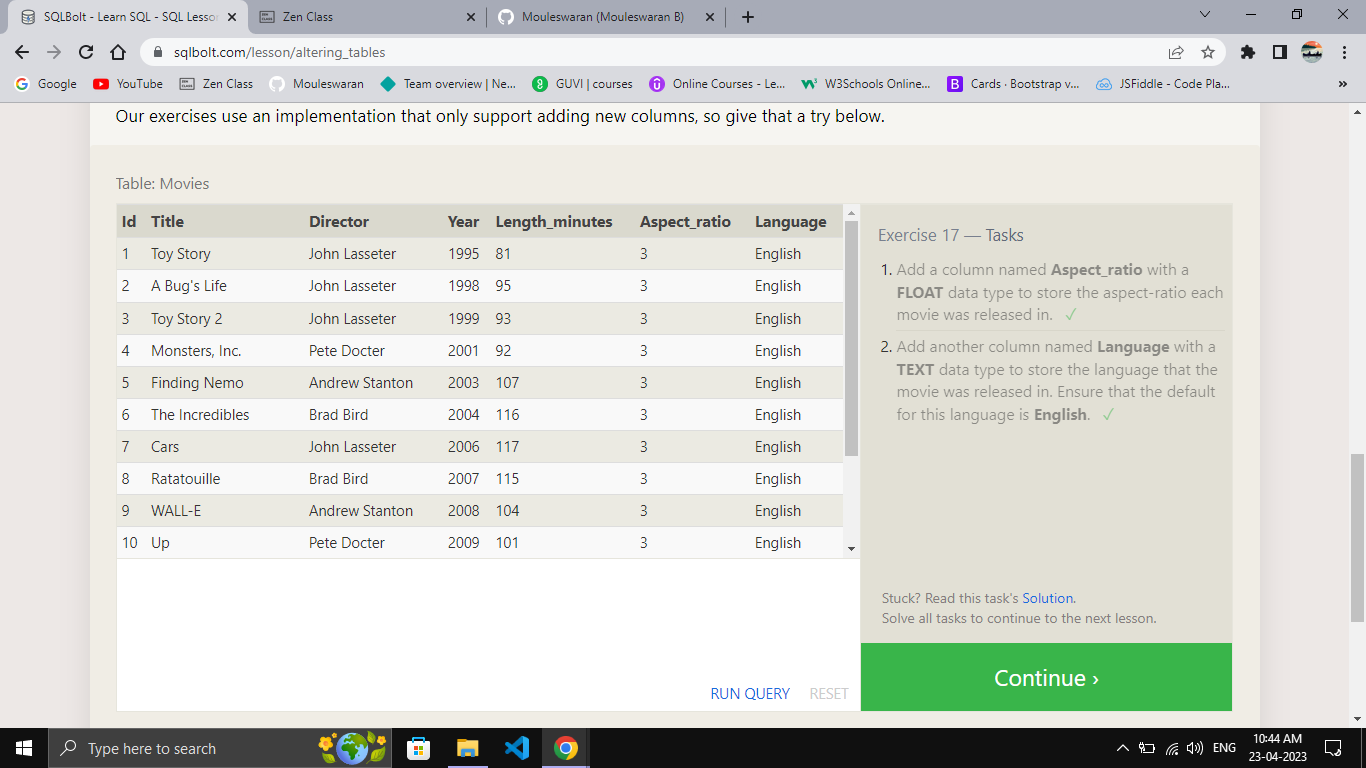 SQLBolt - Learn SQL - SQL Lesson
Zen Class
Mouleswaran (Mouleswaran B)
sqlbolt.com/lesson/altering_tables
Google
YouTube
Zen Class
Mouleswaran
Team overview | Ne...
GUVI | courses
Online Courses - Le...
W3Schools Online...
Cards · Bootstrap v...
JSFiddle - Code Pla...
»
Our exercises use an implementation that only support adding new columns, so give that a try below.
Table: Movies
Id Title Director Year Length_minutes Aspect_ratio Language
1 Toy Story John Lasseter 1995 81 3 English
2 A Bug's Life John Lasseter 1998 95 3 English
3 Toy Story 2 John Lasseter 1999 93 3 English
4 Monsters, Inc. Pete Docter 2001 92 3 English
5 Finding Nemo Andrew Stanton 2003 107 3 English
6 The Incredibles Brad Bird 2004 116 3 English
7 Cars John Lasseter 2006 117 3 English
8 Ratatouille Brad Bird 2007 115 3 English
9 WALL-E Andrew Stanton 2008 104 3 English
10 Up Pete Docter 2009 101 3 English
RUN QUERY RESET
Exercise 17 — Tasks
1. Add a column named Aspect_ratio with a
FLOAT data type to store the aspect-ratio each
movie was released in. ✓
2. Add another column named Language with a
TEXT data type to store the language that the
movie was released in. Ensure that the default
for this language is English. ✓
Stuck? Read this task's Solution.
Solve all tasks to continue to the next lesson.
Continue ›
Type here to search
ENG
10:44 AM
23-04-2023